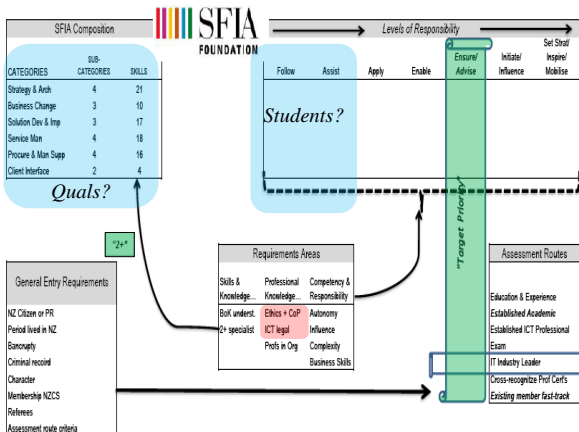 SFIA Composition
SFIA
FOUNDATION
Levels of Responsibility
CATEGORIES SUB-CATEGORIES SKILLS
Strategy & Arch 4 21
Business Change 3 10
Solution Dev & Imp 3 17
Service Man 4 18
Procure & Man Supp 4 16
Client Interface 2 4
Quals?
Follow Assist Apply Enable Ensure/ Advise Initiate/ Influence Set Strat/ Inspire/ Mobilise
Students?
"Target Priority"
"2+"
General Entry Requirements
NZ Citizen or PR
Period lived in NZ
Bancrupty
Criminal record
Character
Membership NZCS
Referees
Assessment route criteria
Requirements Areas
Skills & Knowledge... Professional Knowledge... Competency & Responsibility
BoK underst. Ethics + CoP Autonomy
2+ specialist ICT legal Influence
Profs in Org Complexity
Business Skills
Assessment Routes
Education & Experience
Established Academic
Established ICT Professional
Exam
IT Industry Leader
Cross-recognize Prof Cert's
Existing member fast-track